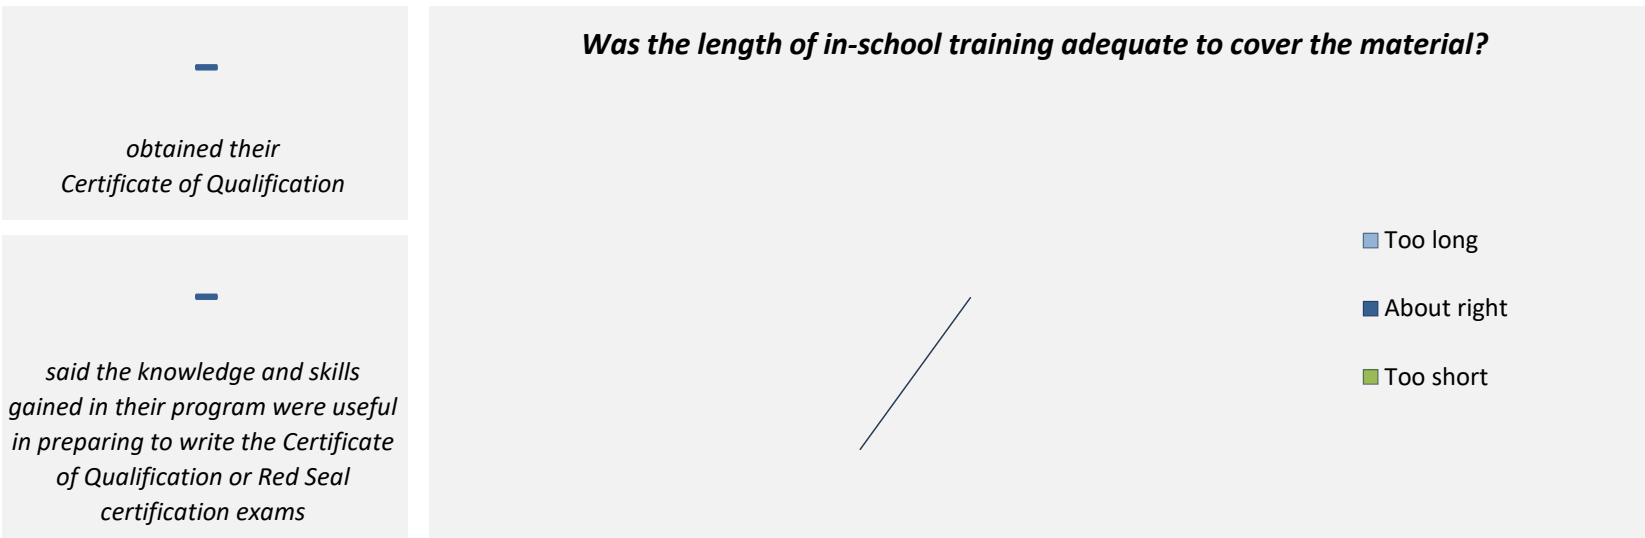 -
obtained their
Certificate of Qualification
-
said the knowledge and skills
gained in their program were useful
in preparing to write the Certificate
of Qualification or Red Seal
certification exams
Was the length of in-school training adequate to cover the material?
Too long
About right
Too short